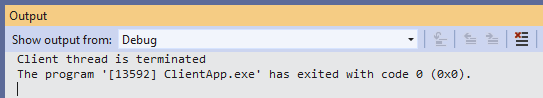 Output
Show output from: Debug
Client thread is terminated
The program '[13592] ClientApp.exe' has exited with code 0 (0x0).